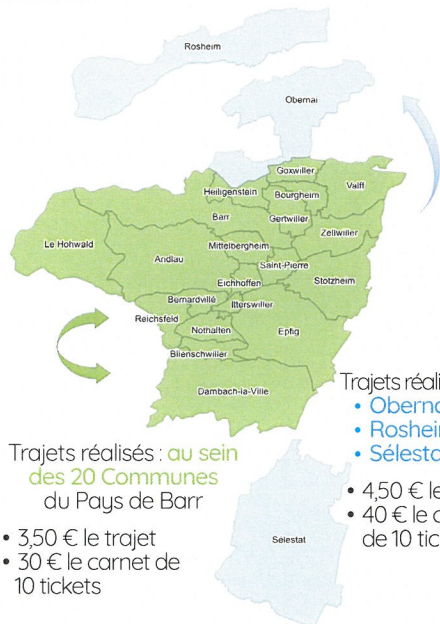 Rosheim
Obernai
Goxwiller
Heiligenstein
Bourgheim
Valff
Barr
Gertwiller
Zellwiller
Le Hohwald
Mittelbergheim
Andlau
Saint-Pierre
Eichhoffen
Stotzheim
Bernardvillé
Itterswiller
Reichsfeld
Nothalten
Epfig
Blienschwiller
Dambach-la-Ville
Trajets réalisés : au sein
des 20 Communes
du Pays de Barr
• 3,50 € le trajet
• 30 € le carnet de
10 tickets
Trajets réali
• Oberna
• Roshei
• Sélesta
• 4,50 € le
• 40 € le c
de 10 tic
Sélestat